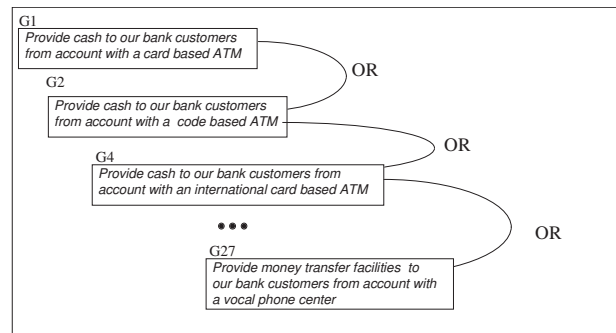 G1
Provide cash to our bank customers
from account with a card based ATM
OR
G2
Provide cash to our bank customers
from account with a code based ATM
OR
G4
Provide cash to our bank customers from
account with an international card based ATM
OR
G27
Provide money transfer facilities to
our bank customers from account with
a vocal phone center